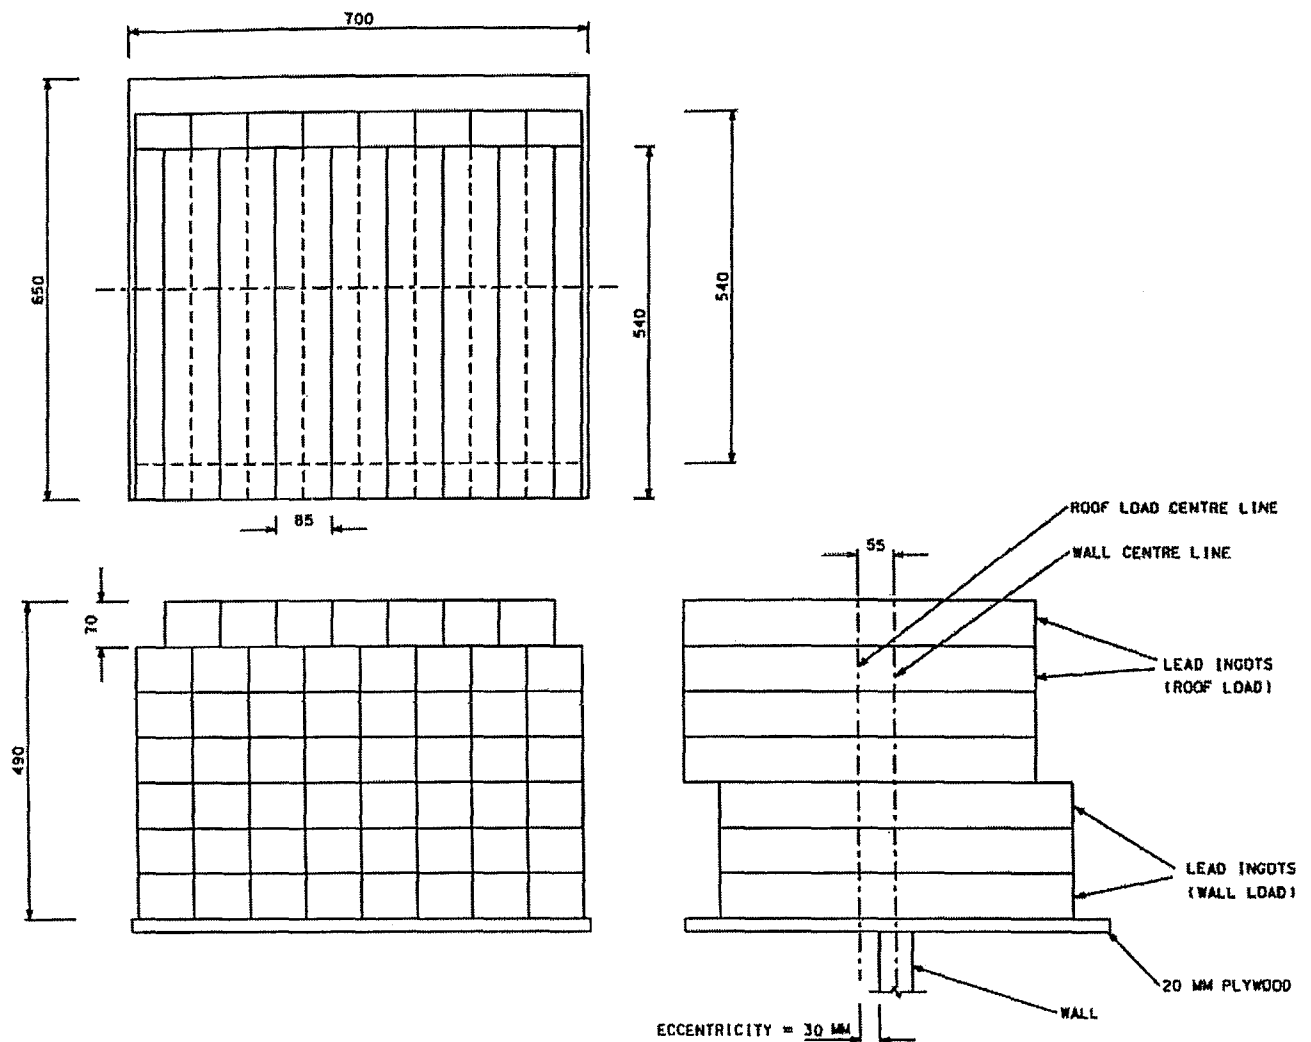 700
650
540
540
85
ROOF LOAD CENTRE LINE
55
WALL CENTRE LINE
70
490
LEAD INGOTS
(ROOF LOAD)
LEAD INGOTS
(WALL LOAD)
20 MM PLYWOOD
WALL
ECCENTRICITY = 30 MM